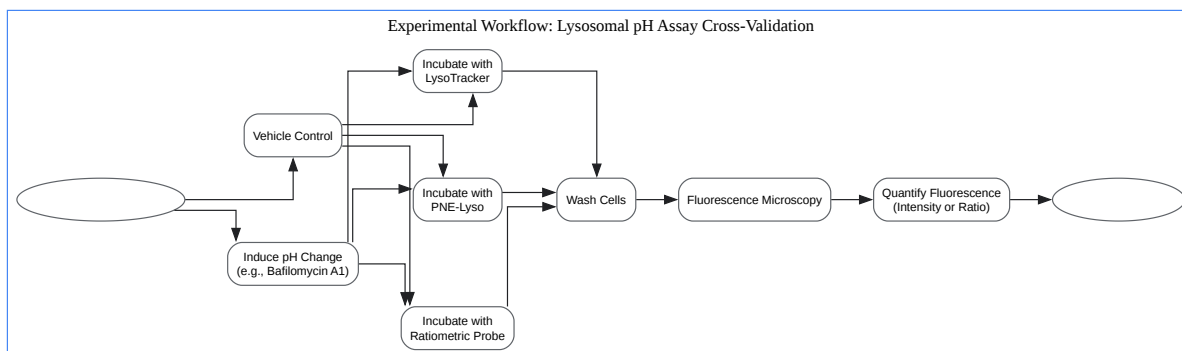 Experimental Workflow: Lysosomal pH Assay Cross-Validation
Incubate with
LysoTracker
Vehicle Control
Incubate with
PNE-Lyso
Wash Cells
Fluorescence Microscopy
Quantify Fluorescence
(Intensity or Ratio)
Induce pH Change
(e.g., Bafilomycin A1)
Incubate with
Ratiometric Probe